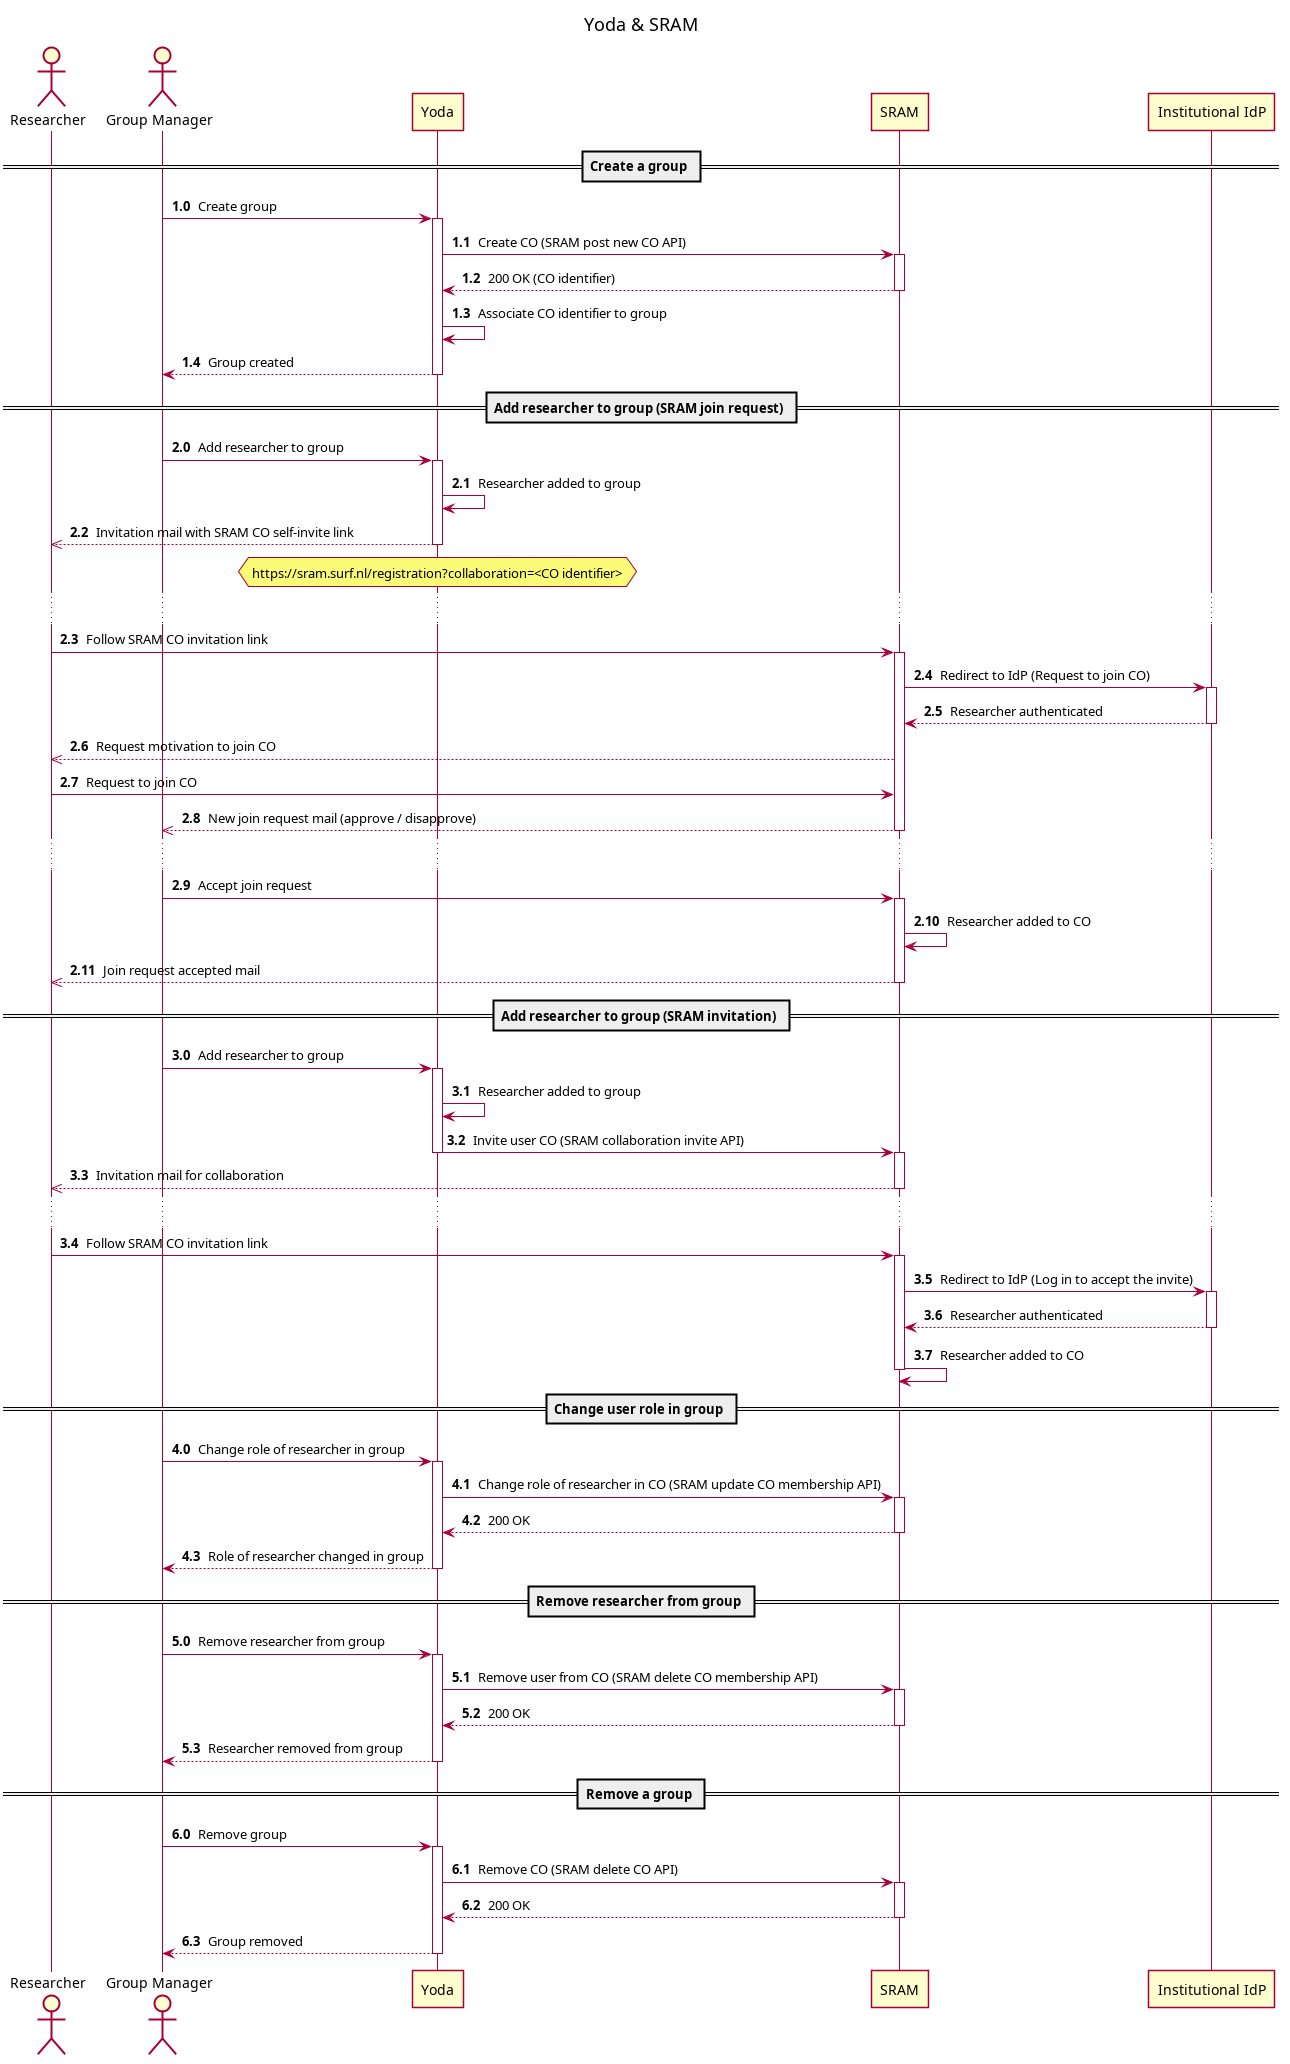 Yoda & SRAM
Researcher
Group Manager
Yoda
SRAM
Institutional IdP
Create a group
1.0 Create group
1.1 Create CO (SRAM post new CO API)
1.2 200 OK (CO identifier)
1.3 Associate CO identifier to group
1.4 Group created
Add researcher to group (SRAM join request)
2.0 Add researcher to group
2.1 Researcher added to group
2.2 Invitation mail with SRAM CO self-invite link
https://sram.surf.nl/registration?collaboration=<CO identifier>
2.3 Follow SRAM CO invitation link
2.4 Redirect to IdP (Request to join CO)
2.5 Researcher authenticated
2.6 Request motivation to join CO
2.7 Request to join CO
2.8 New join request mail (approve / disapprove)
2.9 Accept join request
2.10 Researcher added to CO
2.11 Join request accepted mail
Add researcher to group (SRAM invitation)
3.0 Add researcher to group
3.1 Researcher added to group
3.2 Invite user CO (SRAM collaboration invite API)
3.3 Invitation mail for collaboration
3.4 Follow SRAM CO invitation link
3.5 Redirect to IdP (Log in to accept the invite)
3.6 Researcher authenticated
3.7 Researcher added to CO
Change user role in group
4.0 Change role of researcher in group
4.1 Change role of researcher in CO (SRAM update CO membership API)
4.2 200 OK
4.3 Role of researcher changed in group
Remove researcher from group
5.0 Remove researcher from group
5.1 Remove user from CO (SRAM delete CO membership API)
5.2 200 OK
5.3 Researcher removed from group
Remove a group
6.0 Remove group
6.1 Remove CO (SRAM delete CO API)
6.2 200 OK
6.3 Group removed
Researcher
Group Manager
Yoda
SRAM
Institutional IdP